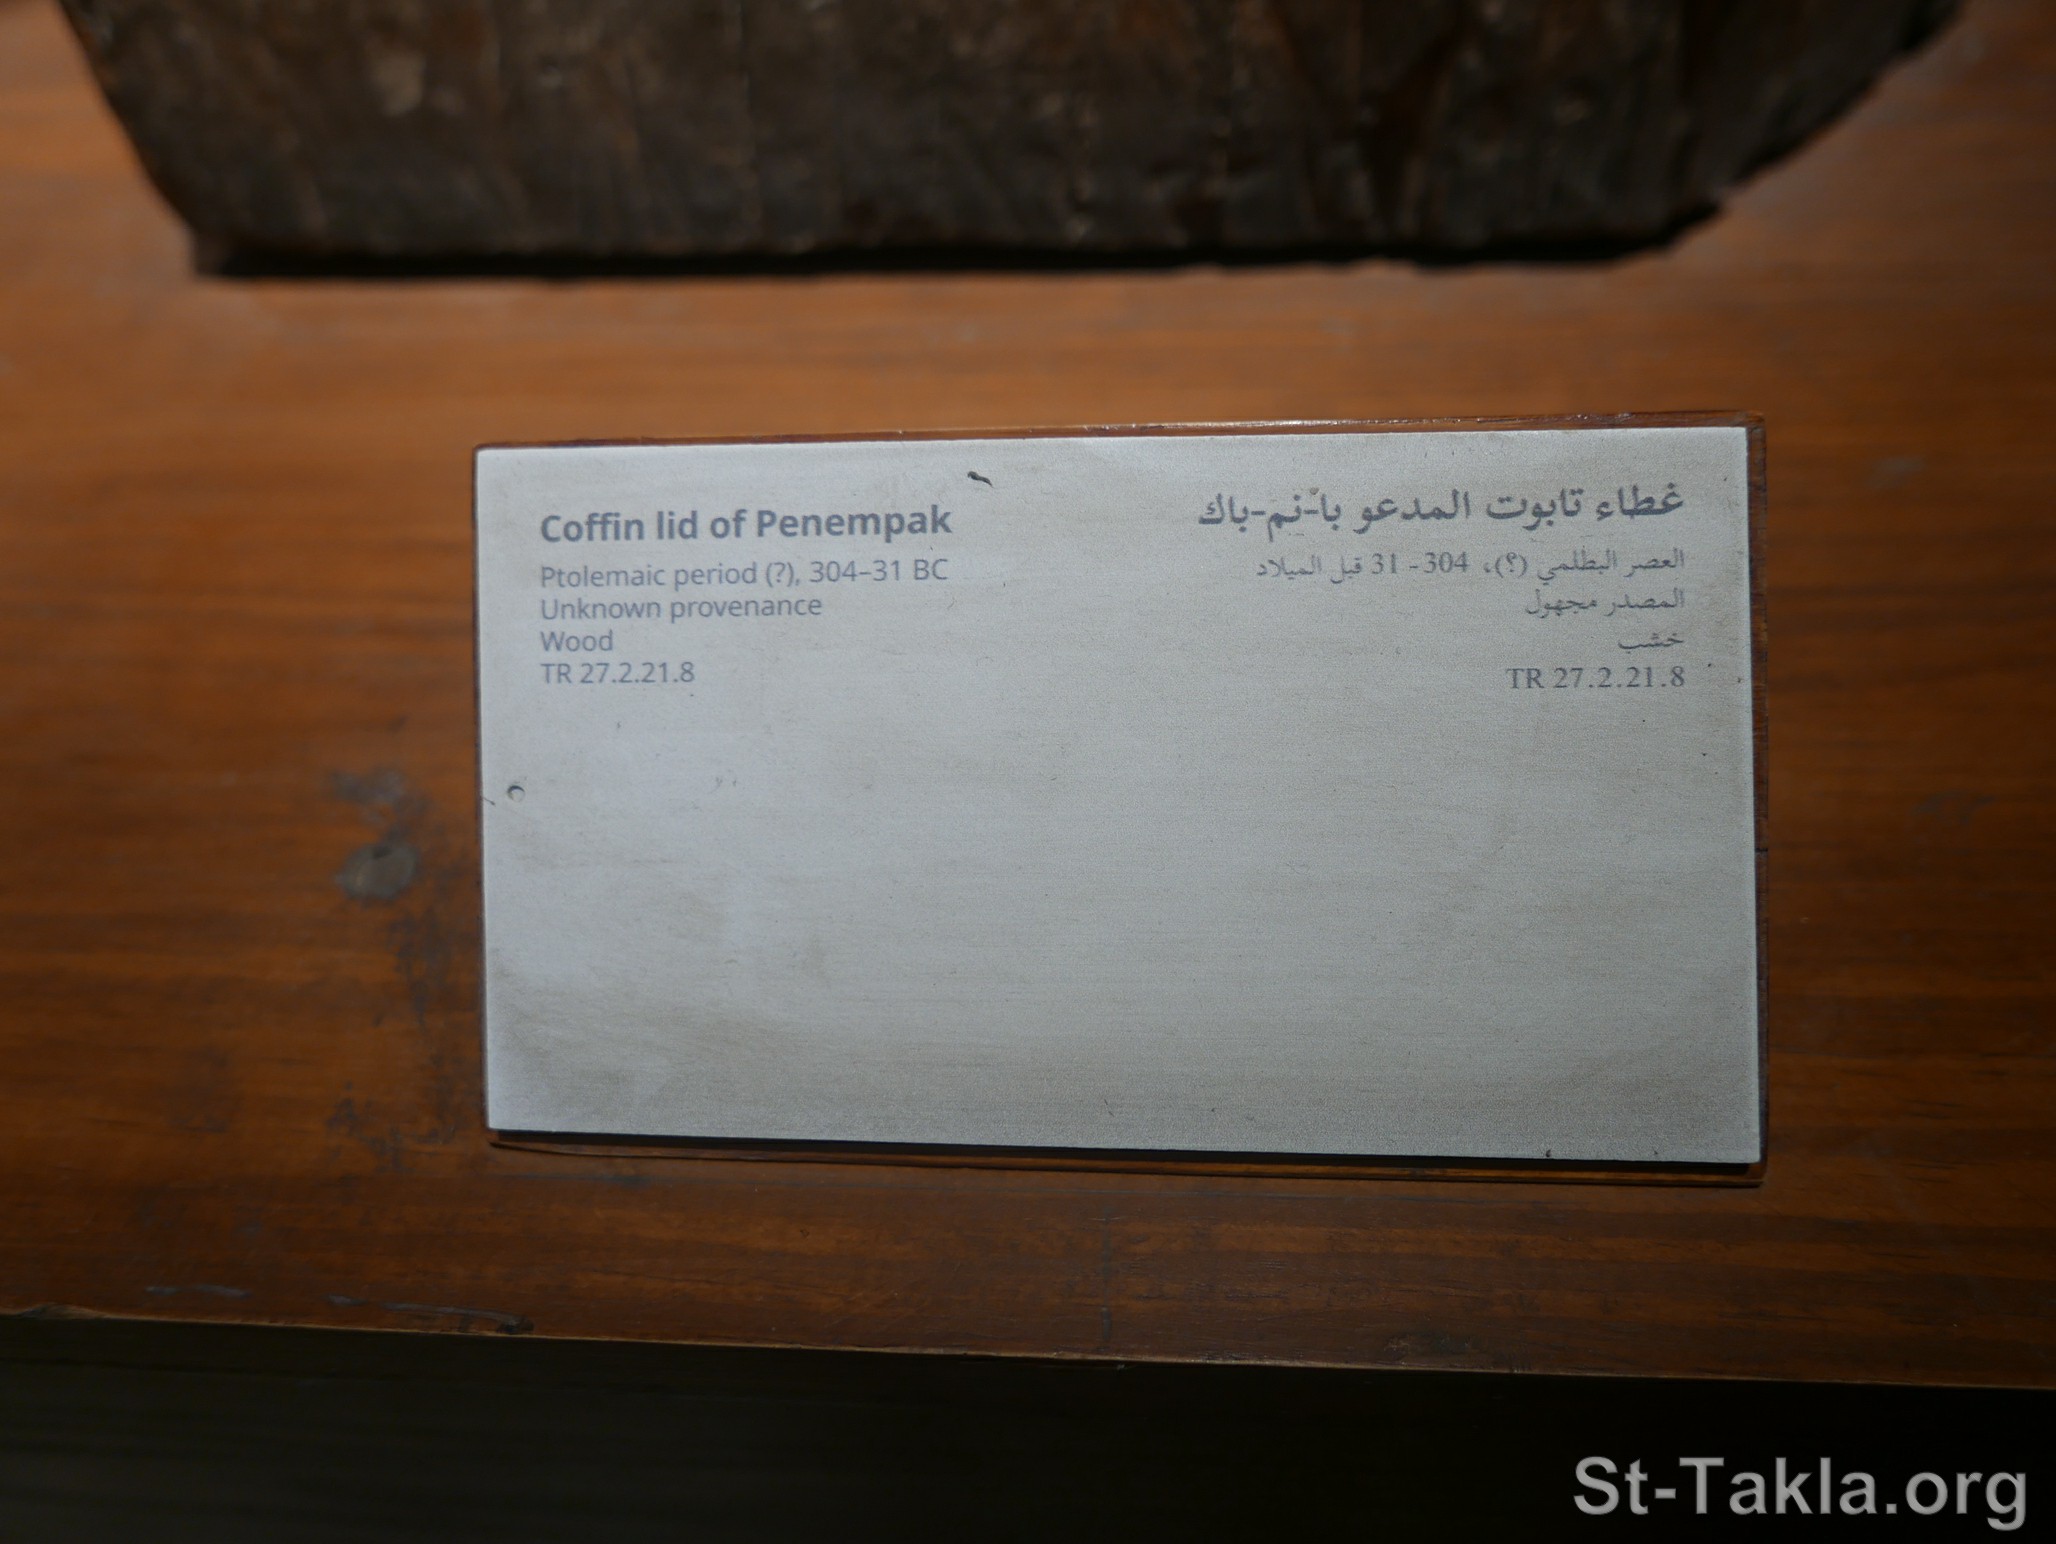 Coffin lid of Penempak
Ptolemaic period (?), 304–31 BC
Unknown provenance
Wood
TR 27.2.21.8
غطاء تابوت المدعو با-نم-باك
العصر البطلمي (؟)، 304- 31 قبل الميلاد
المصدر مجهول
خشب
TR 27.2.21.8
St-Takla.org